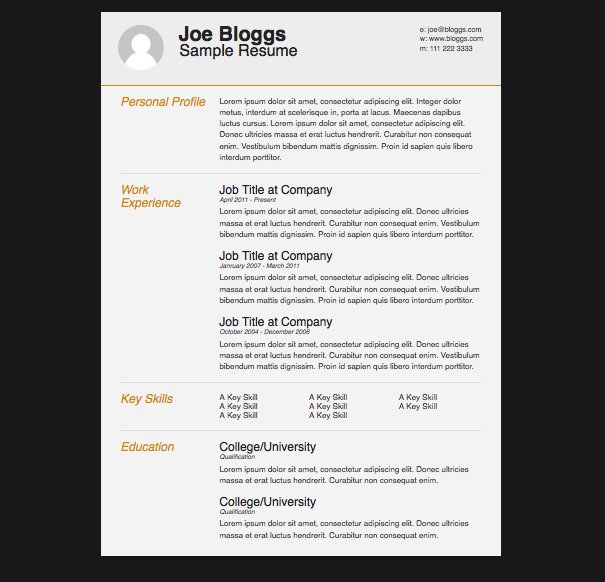 Joe Bloggs
Sample Resume
e: joe@bloggs.com
w: www.bloggs.com
m: 111 222 3333
Personal Profile
Lorem ipsum dolor sit amet, consectetur adipiscing elit. Integer dolor
metus, interdum at scelerisque in, porta at lacus. Maecenas dapibus
luctus cursus. Lorem ipsum dolor sit amet, consectetur adipiscing elit.
Donec ultricies massa et erat luctus hendrerit. Curabitur non consequat
enim. Vestibulum bibendum mattis dignissim. Proin id sapien quis libero
interdum porttitor.
Work
Experience
Job Title at Company
April 2011 - Present
Lorem ipsum dolor sit amet, consectetur adipiscing elit. Donec ultricies
massa et erat luctus hendrerit. Curabitur non consequat enim. Vestibulum
bibendum mattis dignissim. Proin id sapien quis libero interdum porttitor.
Job Title at Company
Janruary 2007 - March 2011
Lorem ipsum dolor sit amet, consectetur adipiscing elit. Donec ultricies
massa et erat luctus hendrerit. Curabitur non consequat enim. Vestibulum
bibendum mattis dignissim. Proin id sapien quis libero interdum porttitor.
Job Title at Company
October 2004 - December 2006
Lorem ipsum dolor sit amet, consectetur adipiscing elit. Donec ultricies
massa et erat luctus hendrerit. Curabitur non consequat enim. Vestibulum
bibendum mattis dignissim. Proin id sapien quis libero interdum porttitor.
Key Skills
A Key Skill A Key Skill A Key Skill
A Key Skill A Key Skill A Key Skill
A Key Skill A Key Skill
Education
College/University
Qualification
Lorem ipsum dolor sit amet, consectetur adipiscing elit. Donec ultricies
massa et erat luctus hendrerit. Curabitur non consequat enim.
College/University
Qualification
Lorem ipsum dolor sit amet, consectetur adipiscing elit. Donec ultricies
massa et erat luctus hendrerit. Curabitur non consequat enim.